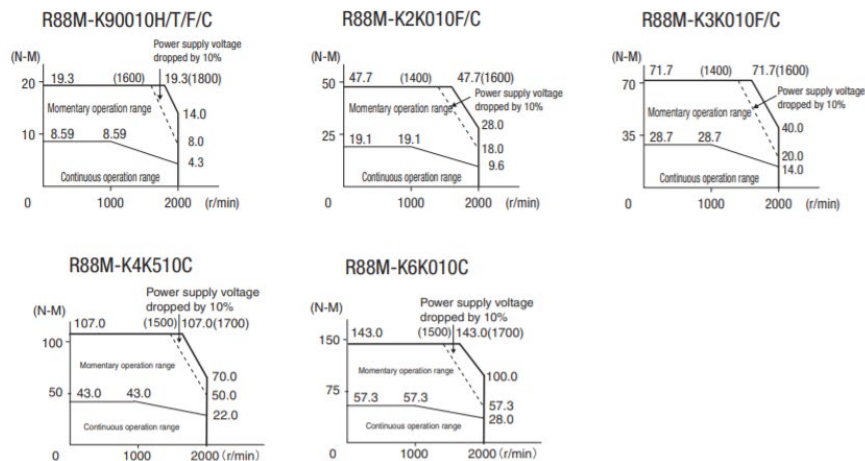 R88M-K90010H/T/F/C
(N-M)
Power supply voltage
dropped by 10%
20
19.3
(1600)
19.3(1800)
Momentary operation range
14.0
10
8.59
8.59
8.0
4.3
Continuous operation range
0
1000
2000
(r/min)
R88M-K2K010F/C
(N-M)
50
47.7
(1400)
47.7(1600)
Power supply voltage
dropped by 10%
Momentary operation range
28.0
25
19.1
19.1
18.0
9.6
Continuous operation range
0
1000
2000
(r/min)
R88M-K3K010F/C
(N-M)
70
71.7
(1400)
71.7(1600)
Power supply voltage
dropped by 10%
Momentary operation range
40.0
35
28.7
28.7
20.0
14.0
Continuous operation range
0
1000
2000
(r/min)
R88M-K4K510C
Power supply voltage
dropped by 10%
(N-M)
107.0
(1500)
107.0(1700)
100
Momentary operation range
70.0
50
43.0
43.0
50.0
22.0
Continuous operation range
0
1000
2000
(r/min)
R88M-K6K010C
Power supply voltage
dropped by 10%
(N-M)
150
143.0
(1500)
143.0(1700)
Momentary operation range
100.0
75
57.3
57.3
57.3
28.0
Continuous operation range
0
1000
2000
(r/min)